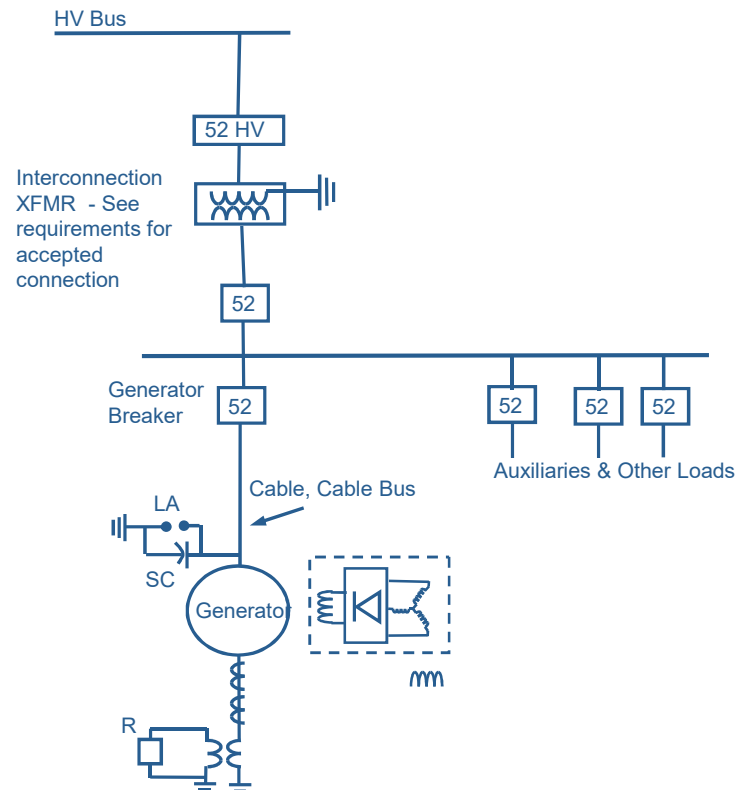 HV Bus
52 HV
Interconnection
XFMR - See
requirements for
accepted
connection
52
Generator
Breaker
52
52
52
52
Auxiliaries & Other Loads
Cable, Cable Bus
LA
SC
Generator
R